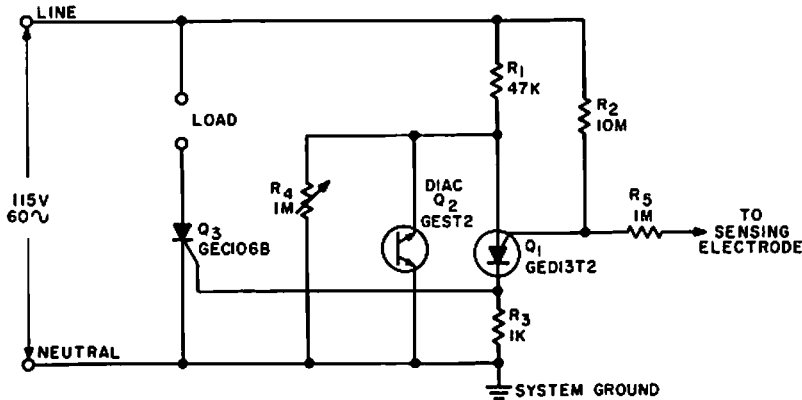 LINE
R1
47K
R2
10M
LOAD
115V
60∿
R4
1M
DIAC
Q2
GEST2
R5
1M
TO
SENSING
ELECTRODE
Q3
GEC106B
Q1
GED13T2
R3
1K
NEUTRAL
SYSTEM GROUND